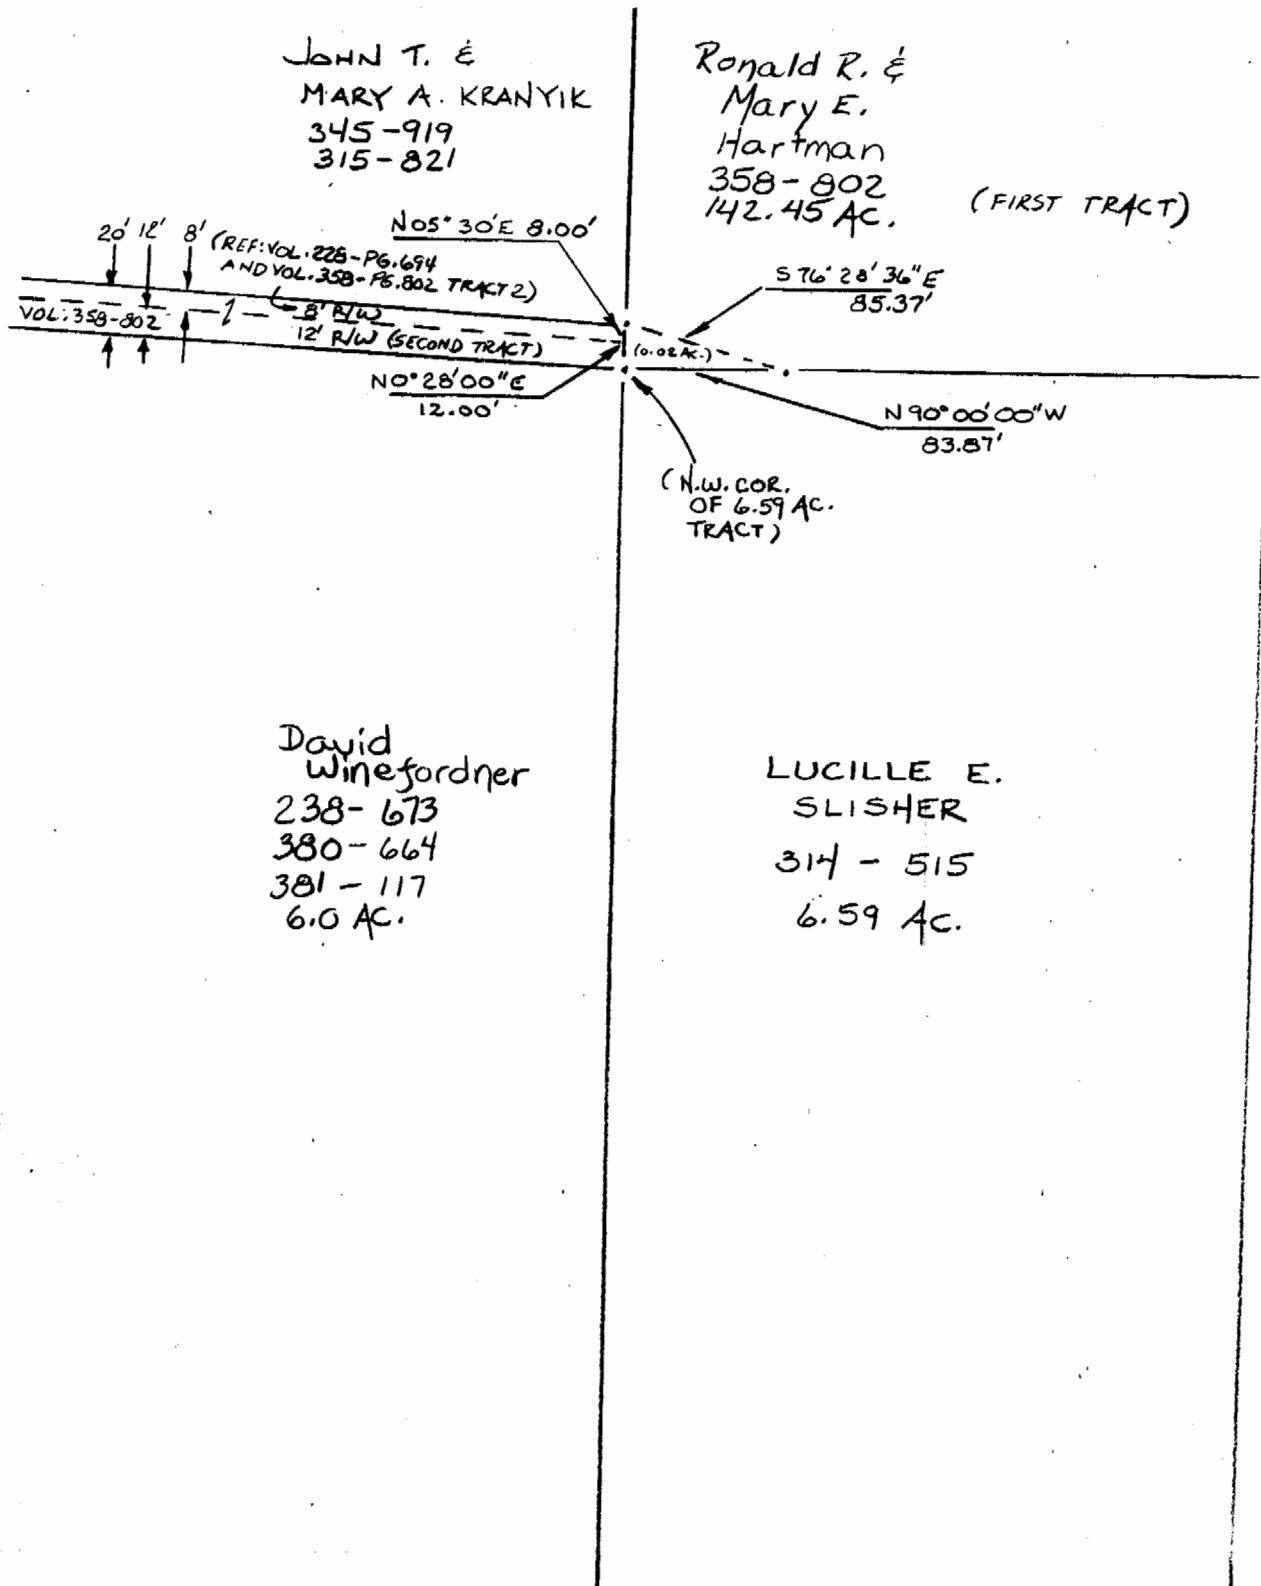 JOHN T. &
MARY A. KRANYIK
345-919
315-821
Ronald R. &
Mary E.
Hartman
358-802
142.45 AC.
(FIRST TRACT)
20' 12' 8' (REF: VOL. 228-PG. 694
AND VOL. 358-PG. 802 TRACT 2)
N05° 30'E 8.00'
S 76° 28' 36" E
85.37'
VOL. 358-802
8' R/W
12' R/W (SECOND TRACT)
(0.02 AC.)
N0° 28' 00" E
12.00'
N 90° 00' 00" W
83.87'
(N.W. COR.
OF 6.59 AC.
TRACT)
David
Winefordner
238-673
380-664
381-117
6.0 AC.
LUCILLE E.
SLISHER
314 - 515
6.59 AC.